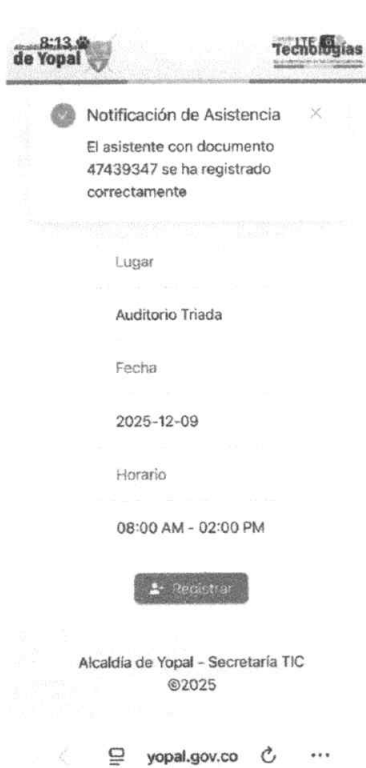 8:13
LTE
de Yopal
Tecnologías
Notificación de Asistencia
El asistente con documento
47439347 se ha registrado
correctamente
Lugar
Auditorio Triada
Fecha
2025-12-09
Horario
08:00 AM - 02:00 PM
Registrar
Alcaldía de Yopal - Secretaría TIC
©2025
yopal.gov.co